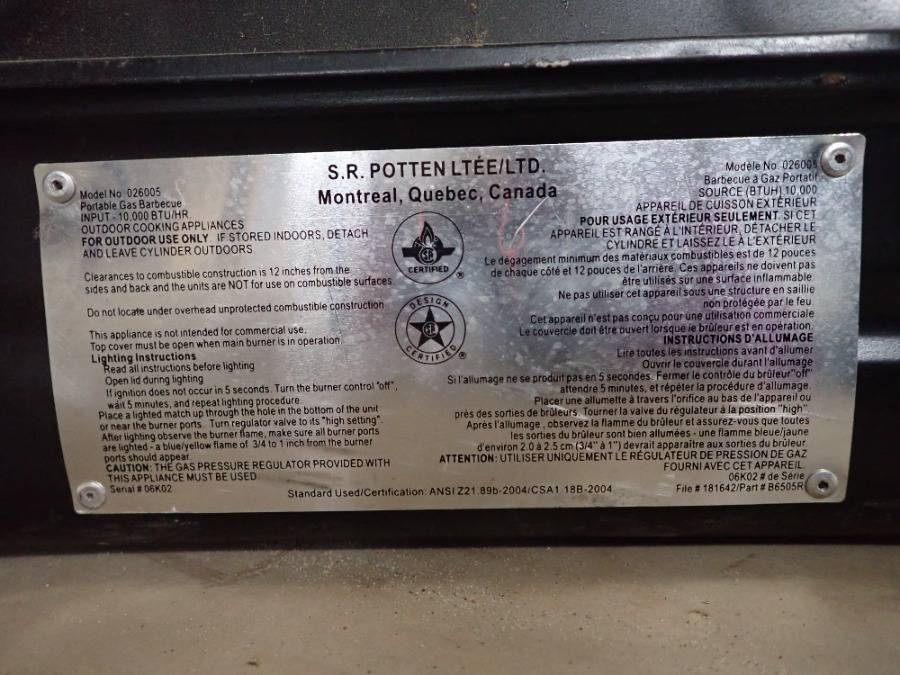 S.R. POTTEN LTÉE/LTD.
Montreal, Quebec, Canada
Model No 026005
Portable Gas Barbecue
INPUT - 10,000 BTU/HR.
OUTDOOR COOKING APPLIANCES
FOR OUTDOOR USE ONLY IF STORED INDOORS, DETACH
AND LEAVE CYLINDER OUTDOORS
Clearances to combustible construction is 12 inches from the
sides and back and the units are NOT for use on combustible surfaces
Do not locate under overhead unprotected combustible construction
This appliance is not intended for commercial use.
Top cover must be open when main burner is in operation.
Lighting Instructions
Read all instructions before lighting
Open lid during lighting
If ignition does not occur in 5 seconds. Turn the burner control "off",
wait 5 minutes, and repeat lighting procedure.
Place a lighted match up through the hole in the bottom of the unit
or near the burner ports. Turn regulator valve to its "high setting".
After lighting observe the burner flame, make sure all burner ports
are lighted - a blue/yellow flame of 3/4 to 1 inch from the burner
ports should appear.
CAUTION: THE GAS PRESSURE REGULATOR PROVIDED WITH
THIS APPLIANCE MUST BE USED.
Serial # 06K02
CERTIFIED
®
DESIGN
CERTIFIED
®
Modèle No 026005
Barbecue à Gaz Portatif
SOURCE (BTUH) 10,000
APPAREIL DE CUISSON EXTÉRIEUR
POUR USAGE EXTÉRIEUR SEULEMENT. SI CET
APPAREIL EST RANGÉ À L'INTÉRIEUR, DÉTACHER LE
CYLINDRE ET LAISSEZ LE À L'EXTÉRIEUR
Le dégagement minimum des matériaux combustibles est de 12 pouces
de chaque côté et 12 pouces de l'arrière. Ces appareils ne doivent pas
être utilisés sur une surface inflammable
Ne pas utiliser cet appareil sous une structure en saillie
non protégée par le feu
Cet appareil n'est pas conçu pour une utilisation commerciale
Le couvercle doit être ouvert lorsque le brûleur est en opération.
INSTRUCTIONS D'ALLUMAGE
Lire toutes les instructions avant d'allumer
Ouvrir le couvercle durant l'allumage
Si l'allumage ne se produit pas en 5 secondes. Fermer le contrôle du brûleur "off"
attendre 5 minutes, et répéter la procédure d'allumage.
Placer une allumette à travers l'orifice au bas de l'appareil ou
près des sorties de brûleurs. Tourner la valve du régulateur à la position "high".
Après l'allumage, observez la flamme du brûleur et assurez-vous que toutes
les sorties du brûleur sont bien allumées - une flamme bleue/jaune
d'environ 2.0 à 2.5 cm (3/4" à 1") devrait apparaître aux sorties du brûleur.
ATTENTION: UTILISER UNIQUEMENT LE RÉGULATEUR DE PRESSION DE GAZ
FOURNI AVEC CET APPAREIL.
06K02 # de Série
Standard Used/Certification: ANSI Z21.89b-2004/CSA1.18B-2004
File # 181642/Part # B6505R